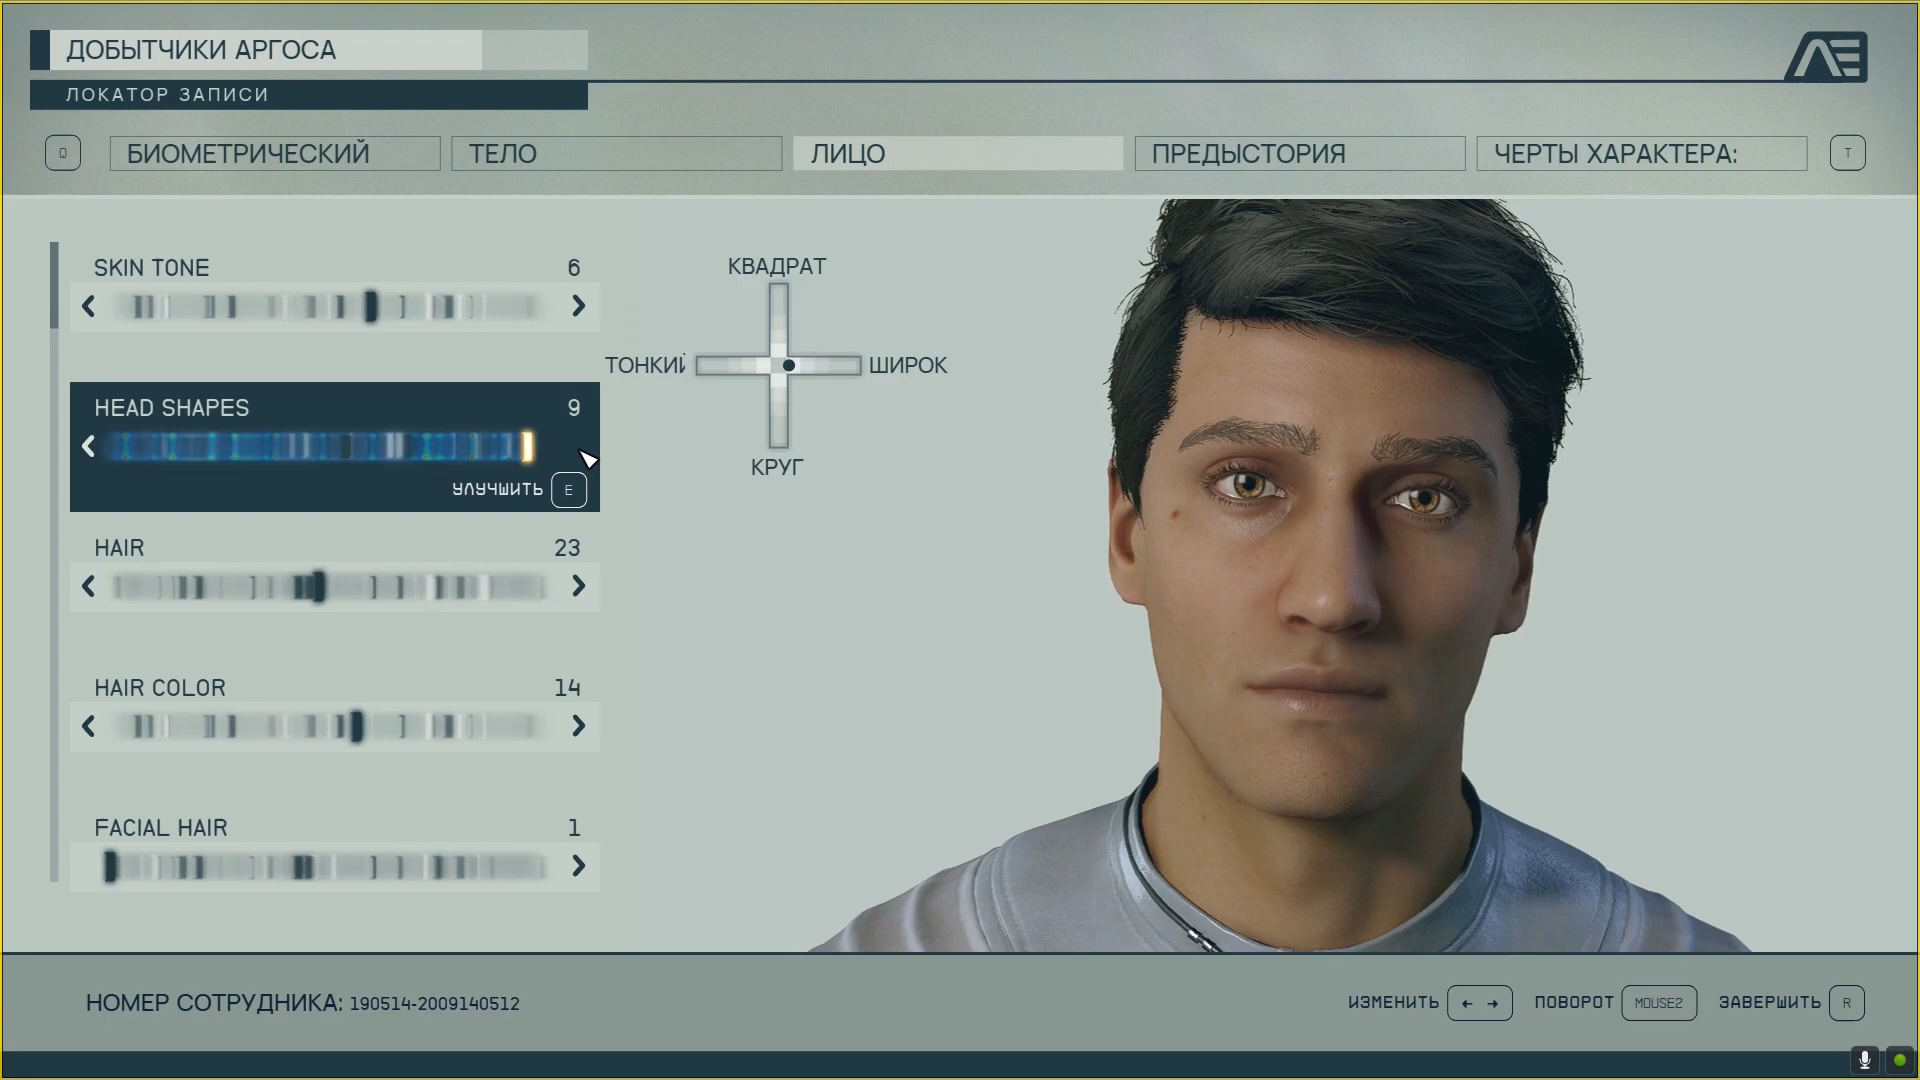 ДОБЫТЧИКИ АРГОСА
ЛОКАТОР ЗАПИСИ
Q
БИОМЕТРИЧЕСКИЙ
ТЕЛО
ЛИЦО
ПРЕДЫСТОРИЯ
ЧЕРТЫ ХАРАКТЕРА:
T
SKIN TONE 6
HEAD SHAPES 9
УЛУЧШИТЬ E
HAIR 23
HAIR COLOR 14
FACIAL HAIR 1
КВАДРАТ
ТОНКИЙ
ШИРОК
КРУГ
НОМЕР СОТРУДНИКА: 190514-2009140512
ИЗМЕНИТЬ ← →
ПОВОРОТ MOUSE2
ЗАВЕРШИТЬ R